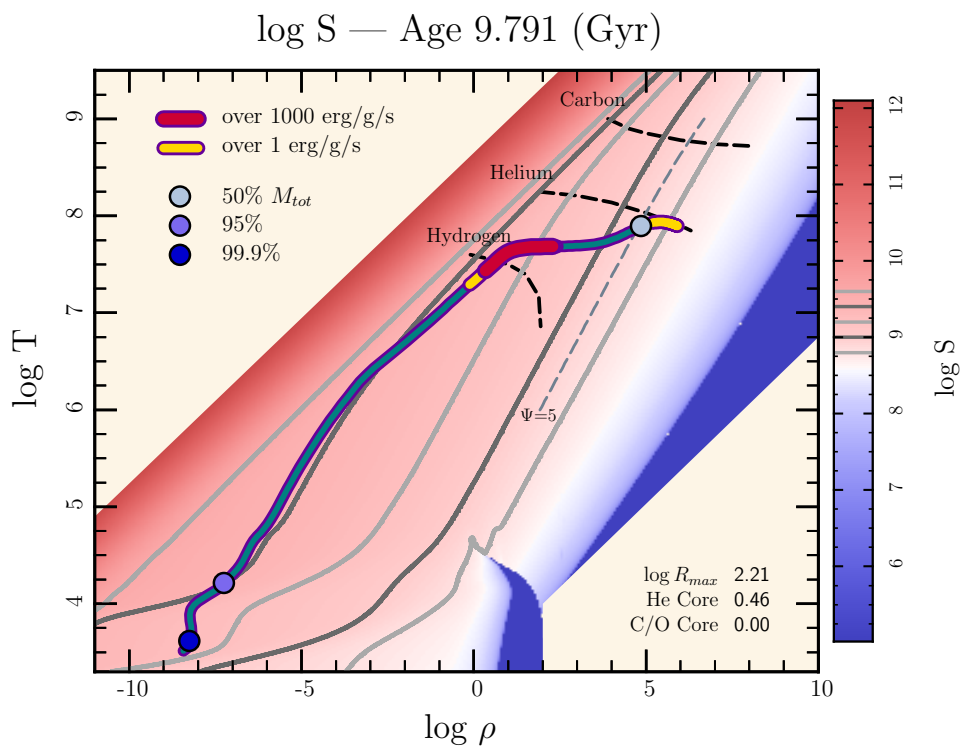 log S — Age 9.791 (Gyr)
over 1000 erg/g/s
over 1 erg/g/s
50% M_tot
95%
99.9%
Carbon
Helium
Hydrogen
Ψ=5
log R_max 2.21
He Core 0.46
C/O Core 0.00
log T
9
8
7
6
5
4
-10
-5
0
5
10
log ρ
12
11
10
9
8
7
6
log S